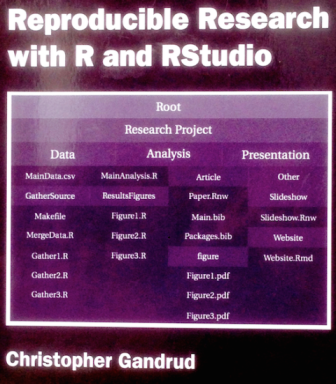 Reproducible Research
with R and RStudio
Root
Research Project
Data Analysis Presentation
MainData.csv MainAnalysis.R Article Other
GatherSource ResultsFigures Paper.Rnw Slideshow
Makefile Figure1.R Main.bib Slideshow.Rnw
MergeData.R Figure2.R Packages.bib Website
Gather1.R Figure3.R figure Website.Rmd
Gather2.R Figure1.pdf
Gather3.R Figure2.pdf
Figure3.pdf
Christopher Gandrud